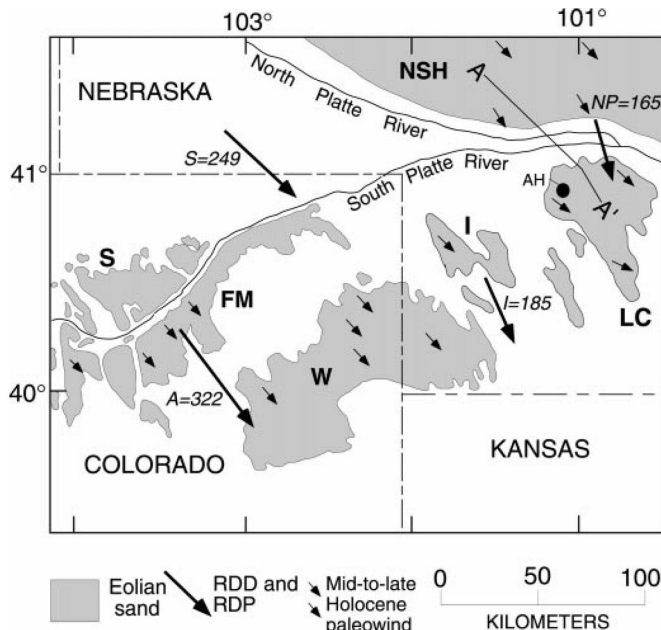 103°
101°
NSH
A
NEBRASKA
North Platte River
NP=165
41°
S=249
South Platte River
AH
A'
S
I
FM
I=185
LC
W
40°
A=322
COLORADO
KANSAS
Eolian
sand
RDD and
RDP
Mid-to-late
Holocene
paleowind
0 50 100
KILOMETERS